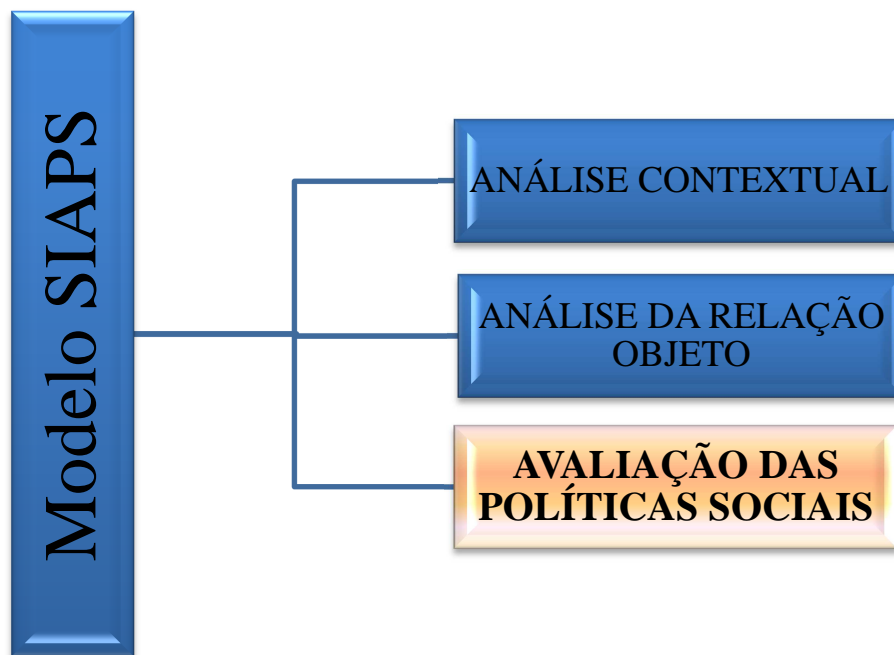 Modelo SIAPS
ANÁLISE CONTEXTUAL
ANÁLISE DA RELAÇÃO
OBJETO
AVALIAÇÃO DAS
POLÍTICAS SOCIAIS